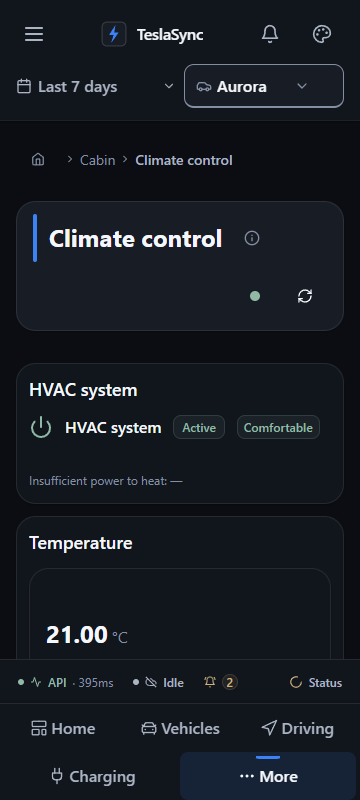 TeslaSync
Last 7 days
Aurora
Cabin
Climate control
Climate control
HVAC system
HVAC system
Active
Comfortable
Insufficient power to heat: —
Temperature
21.00 °C
API · 395ms
Idle
2
Status
Home
Vehicles
Driving
Charging
More